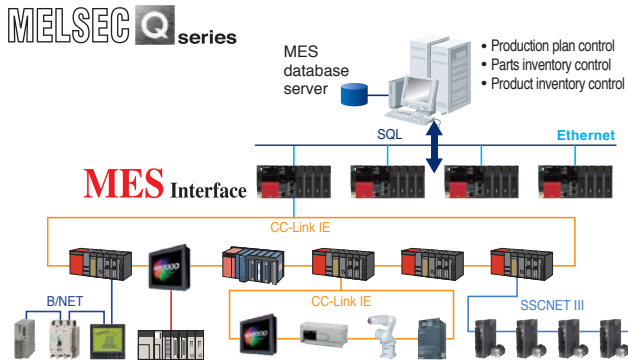 MELSEC Q series
MES
database
server
• Production plan control
• Parts inventory control
• Product inventory control
SQL
Ethernet
MES Interface
CC-Link IE
B/NET
CC-Link IE
SSCNET III